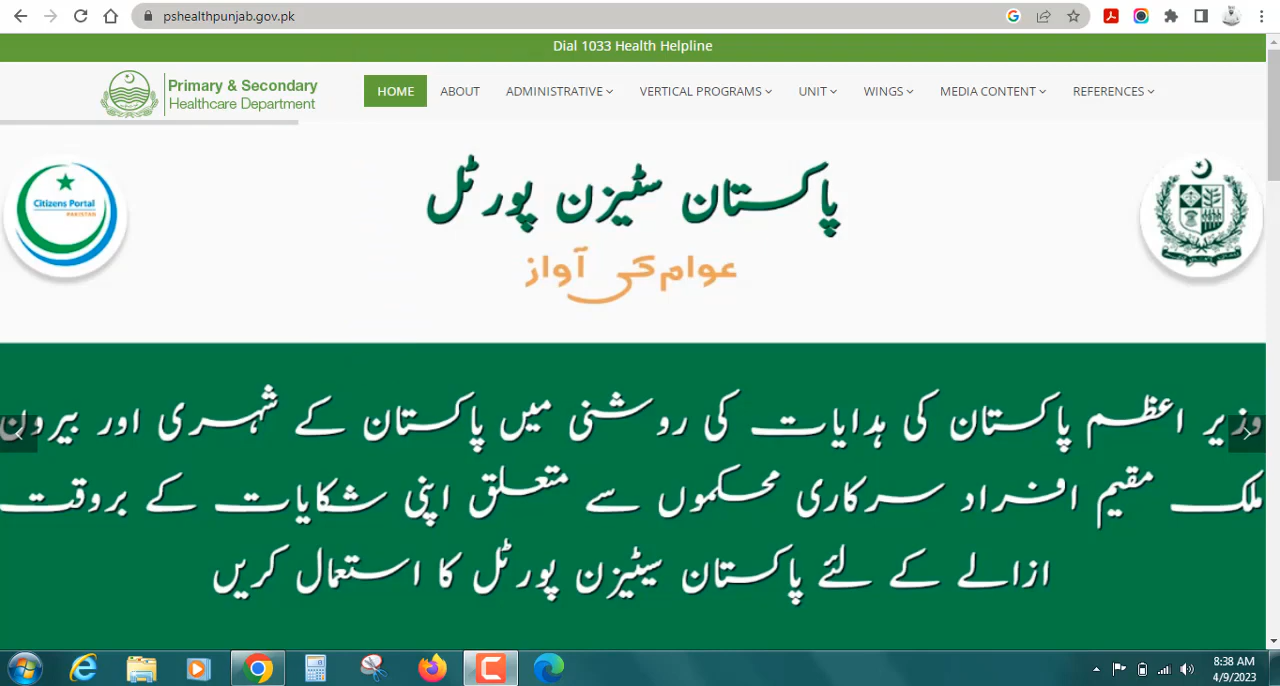 pshealthpunjab.gov.pk
Dial 1033 Health Helpline
Primary & Secondary
Healthcare Department
HOME ABOUT ADMINISTRATIVE VERTICAL PROGRAMS UNIT WINGS MEDIA CONTENT REFERENCES
Citizens Portal
PAKISTAN
پاکستان سٹیزن پورٹل
عوام کی آواز
وزیر اعظم پاکستان کی ہدایات کی روشنی میں پاکستان کے شہری اور بیرون
ملک مقیم افراد سرکاری محکموں سے متعلق اپنی شکایات کے بروقت
ازالے کے لئے پاکستان سیٹیزن پورٹل کا استعمال کریں
8:38 AM
4/9/2023